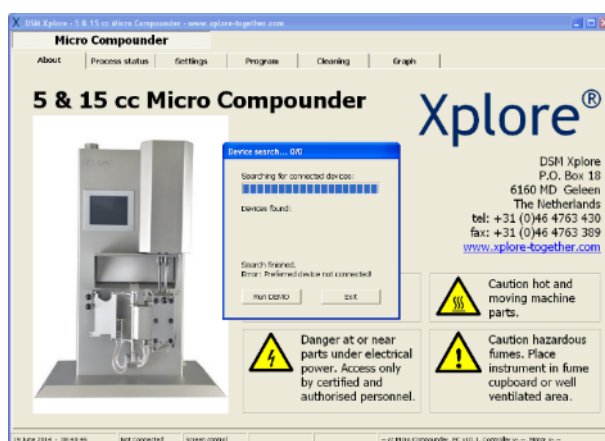 DSM Xplore - 5 & 15 cc Micro Compounder - www.xplore-together.com
Micro Compounder
About
Process status
Settings
Program
Cleaning
Graph
5 & 15 cc Micro Compounder
Xplore®
DSM Xplore
P.O. Box 18
6160 MD Geleen
The Netherlands
tel: +31 (0)46 4763 430
fax: +31 (0)46 4763 389
www.xplore-together.com
Device search... 0/0
Searching for connected devices:
Devices found:
Search finished.
Error: Preferred device not connected!
Run DEMO
Exit
Caution hot and
moving machine
parts.
Danger at or near
parts under electrical
power. Access only
by certified and
authorised personnel.
Caution hazardous
fumes. Place
instrument in fume
cupboard or well
ventilated area.
Not connected
Screen control